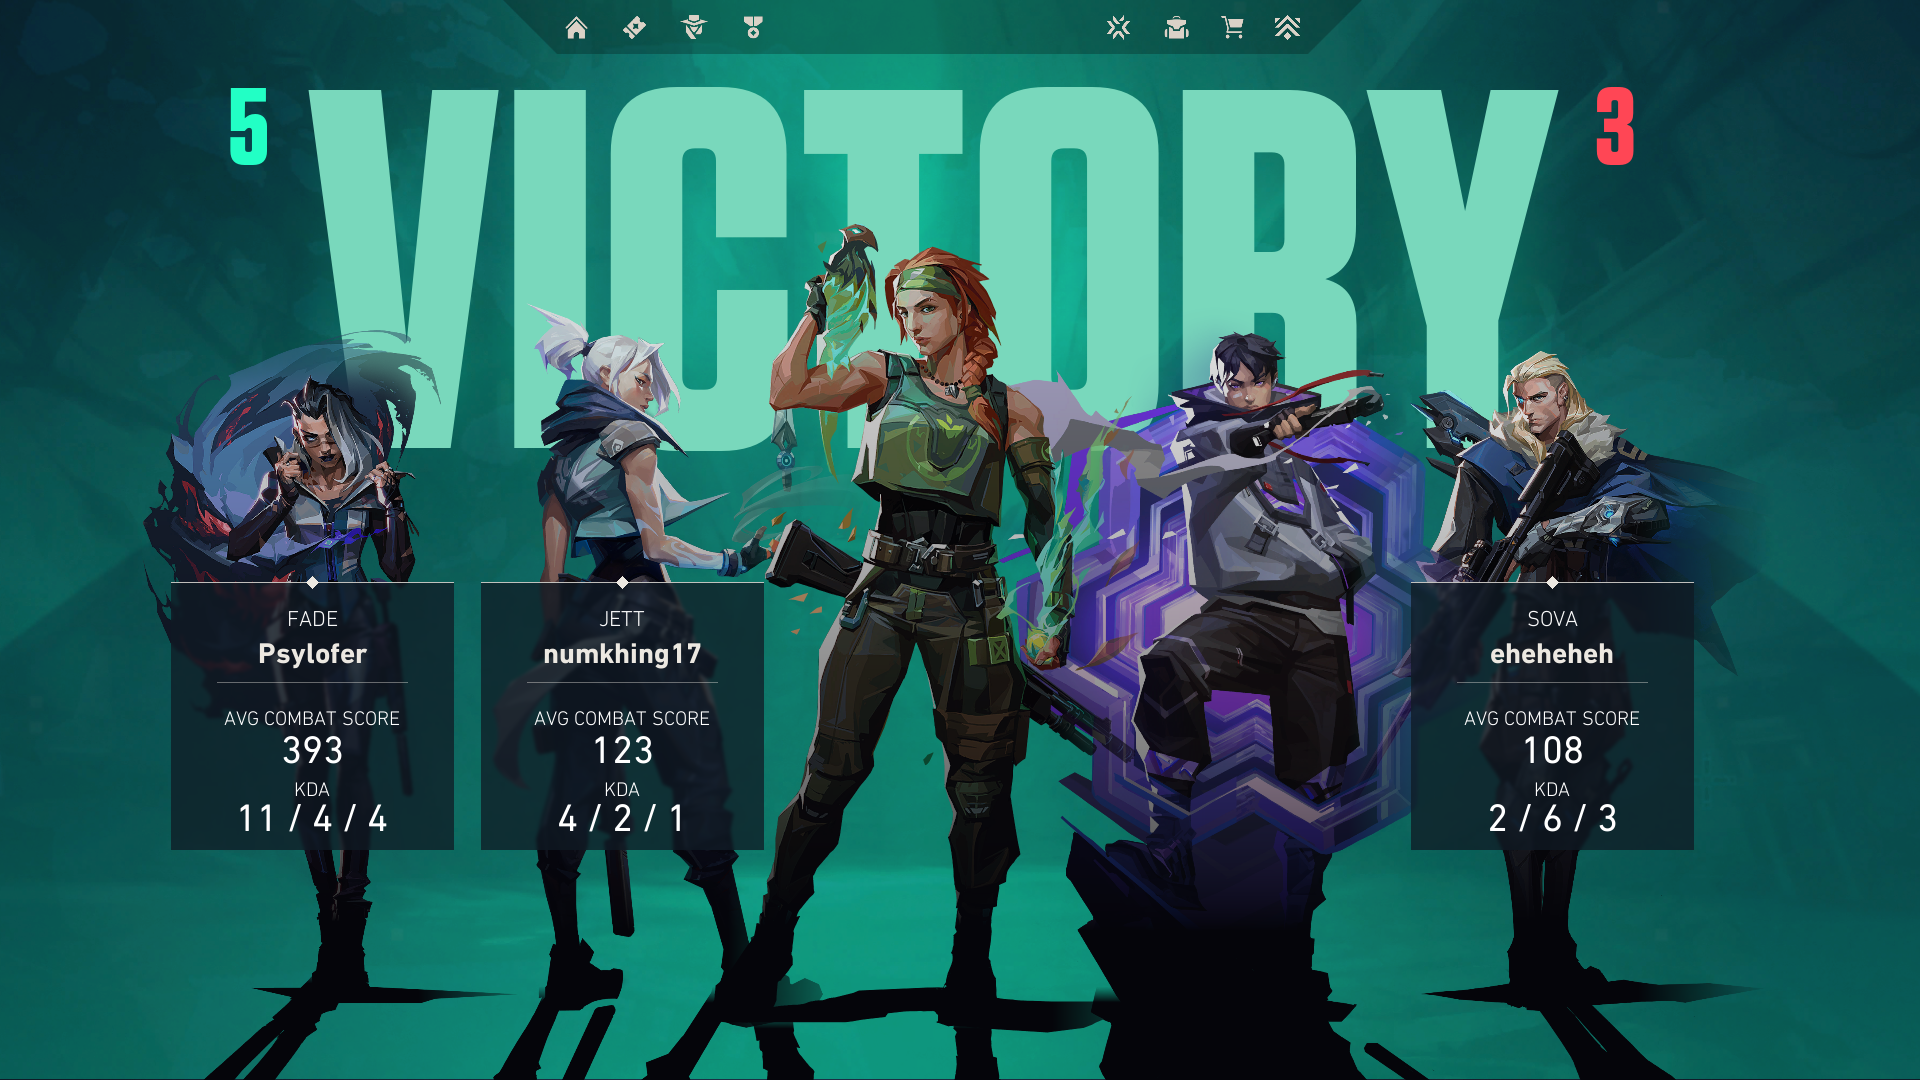 5
VICTORY
3
FADE
Psylofer
AVG COMBAT SCORE
393
KDA
11 / 4 / 4
JETT
numkhing17
AVG COMBAT SCORE
123
KDA
4 / 2 / 1
SOVA
eheheheh
AVG COMBAT SCORE
108
KDA
2 / 6 / 3